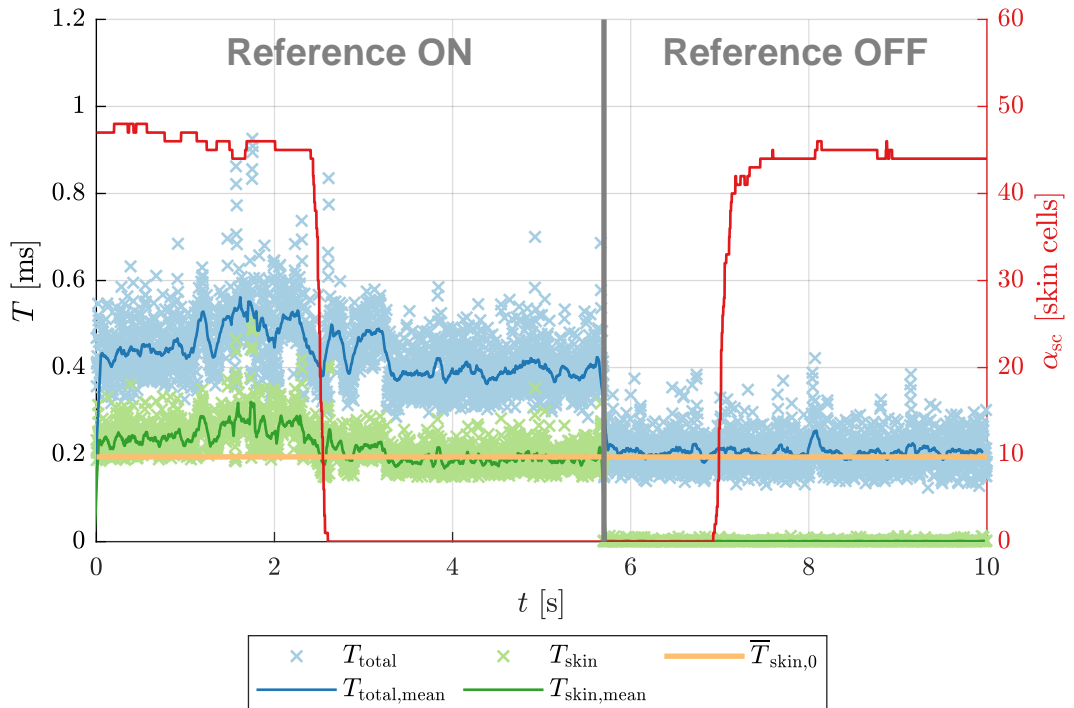 Reference ON
Reference OFF
1.2
1
0.8
0.6
0.4
0.2
0
T [ms]
60
50
40
30
20
10
0
α_sc [skin cells]
0 2 4 6 8 10
t [s]
T_total T_skin T̅_skin,0
T_total,mean T_skin,mean